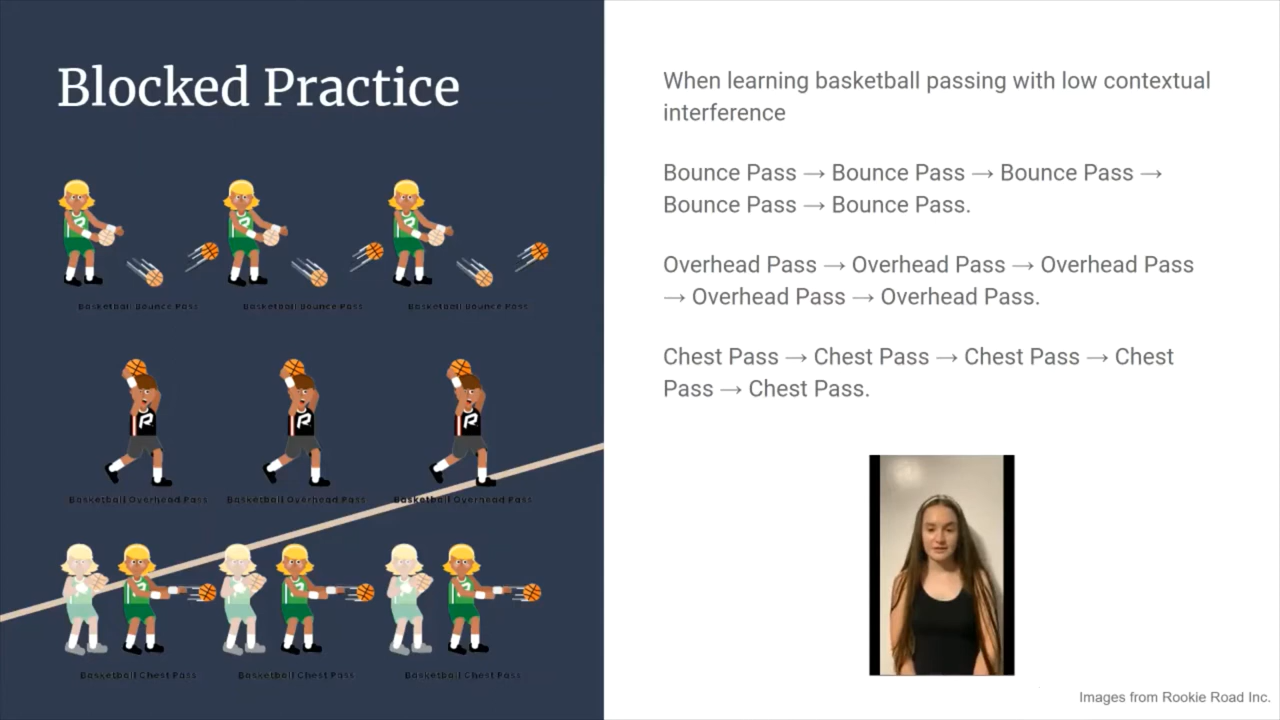 Blocked Practice
When learning basketball passing with low contextual
interference
Bounce Pass → Bounce Pass → Bounce Pass →
Bounce Pass → Bounce Pass.
Overhead Pass → Overhead Pass → Overhead Pass
→ Overhead Pass → Overhead Pass.
Chest Pass → Chest Pass → Chest Pass → Chest
Pass → Chest Pass.
Basketball Bounce Pass
Basketball Bounce Pass
Basketball Bounce Pass
Basketball Overhead Pass
Basketball Overhead Pass
Basketball Overhead Pass
Basketball Chest Pass
Basketball Chest Pass
Basketball Chest Pass
Images from Rookie Road Inc.